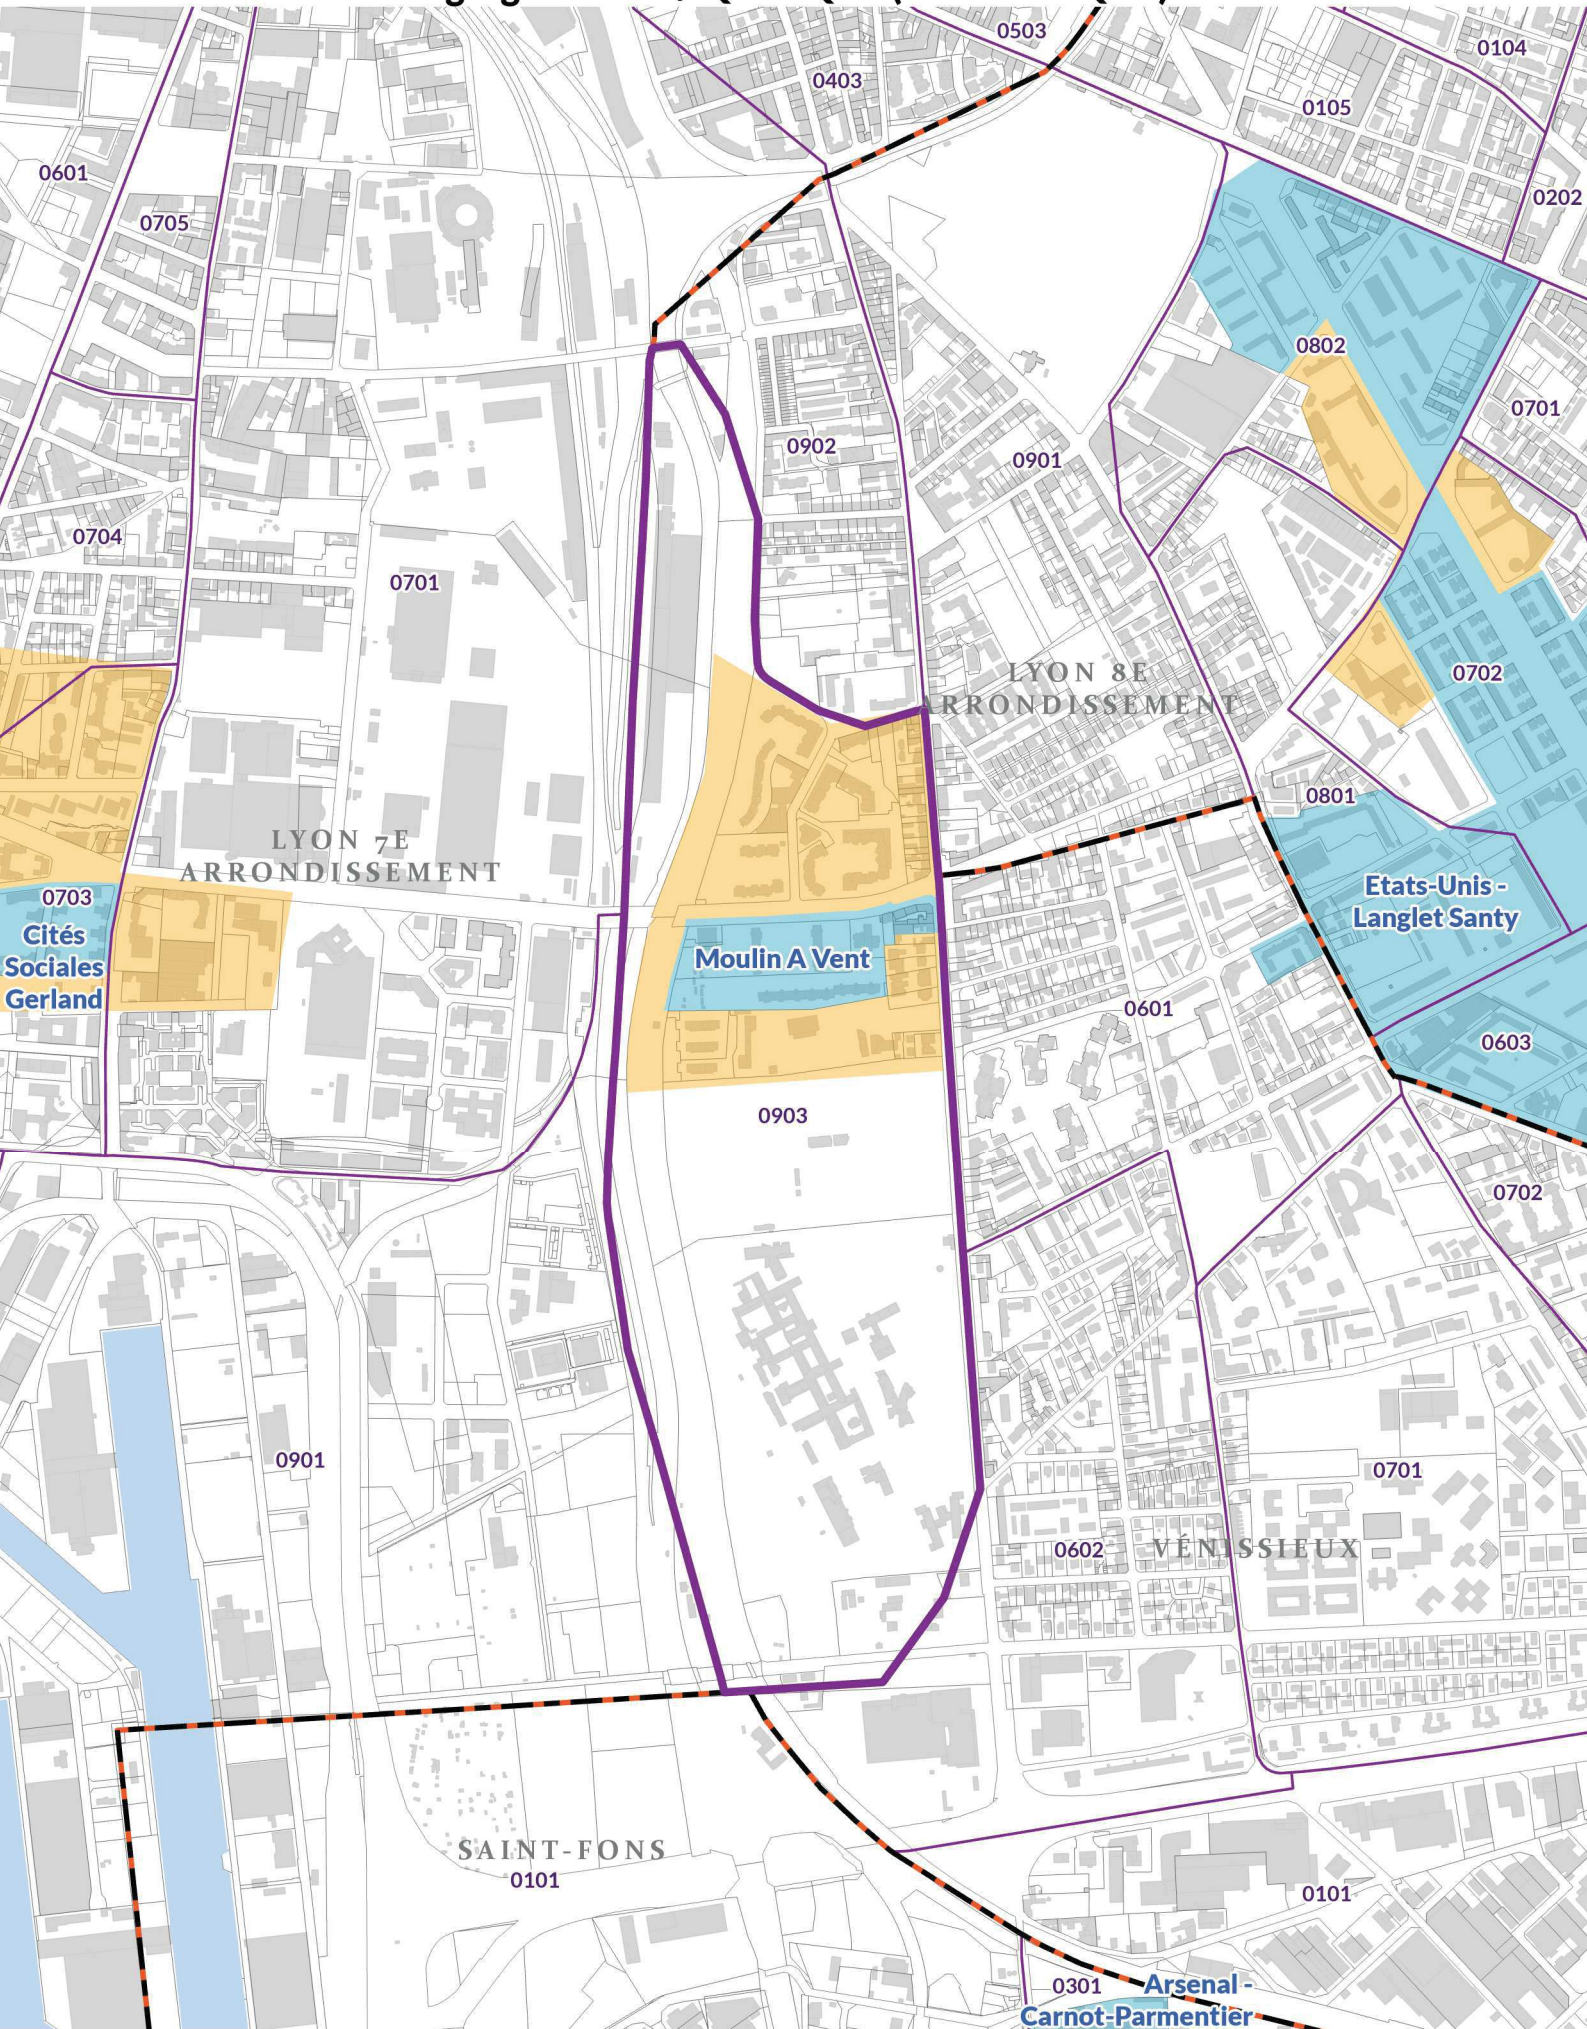 0503
0104
0403
0105
0601
0202
0705
0802
0701
0902
0901
0704
0701
LYON 8E
ARRONDISSEMENT
0702
0801
LYON 7E
ARRONDISSEMENT
0703
Cités
Sociales
Gerland
Etats-Unis -
Langlet Santy
Moulin A Vent
0601
0603
0903
0702
0901
0701
0602
VÉNISSIEUX
SAINT-FONS
0101
0101
0301
Arsenal -
Carnot-Parmentier